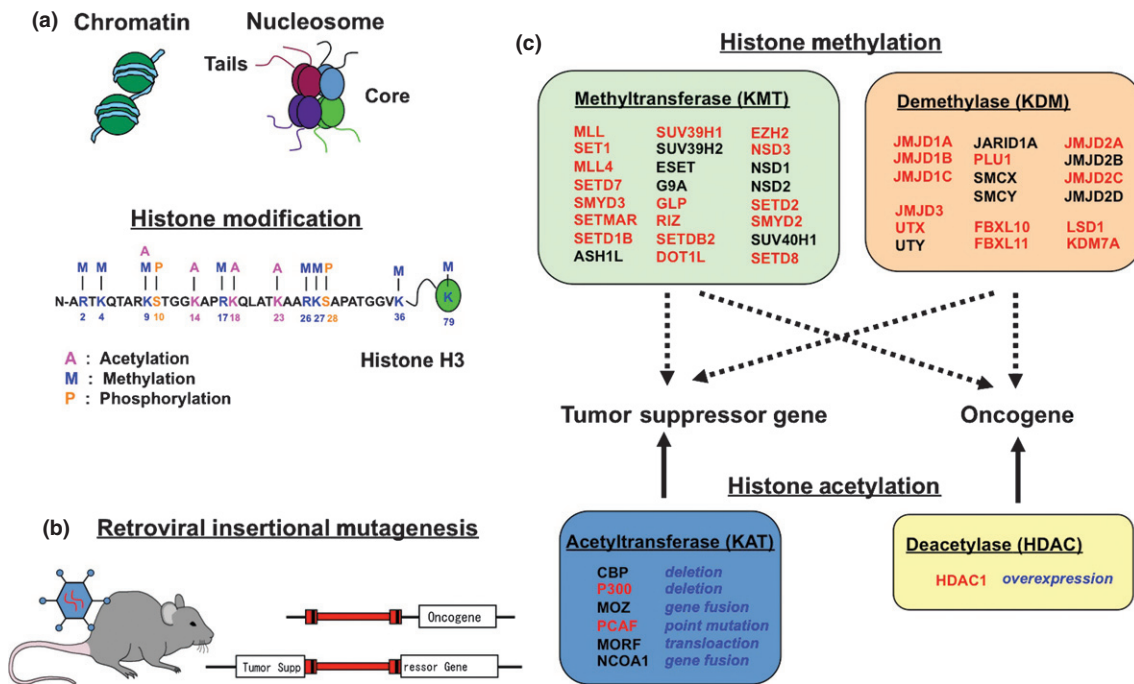 (a)
Chromatin
Nucleosome
Tails
Core
Histone modification
A
M M M P A M A A M M P M M
N-ARTKQTARKSTGGKAPRKQLATKAARKSAPATGGVK K
2 4 9 10 14 17 18 23 26 27 28 36 79
A : Acetylation
M : Methylation
P : Phosphorylation
Histone H3
(b) Retroviral insertional mutagenesis
Oncogene
Tumor Supp ressor Gene
(c)
Histone methylation
Methyltransferase (KMT)
MLL SUV39H1 EZH2
SET1 SUV39H2 NSD3
MLL4 ESET NSD1
SETD7 G9A NSD2
SMYD3 GLP SETD2
SETMAR RIZ SMYD2
SETD1B SETDB2 SUV40H1
ASH1L DOT1L SETD8
Demethylase (KDM)
JMJD1A JARID1A JMJD2A
JMJD1B PLU1 JMJD2B
JMJD1C SMCX JMJD2C
SMCY JMJD2D
JMJD3
UTX FBXL10 LSD1
UTY FBXL11 KDM7A
Tumor suppressor gene
Oncogene
Histone acetylation
Acetyltransferase (KAT)
CBP deletion
P300 deletion
MOZ gene fusion
PCAF point mutation
MORF transloaction
NCOA1 gene fusion
Deacetylase (HDAC)
HDAC1 overexpression